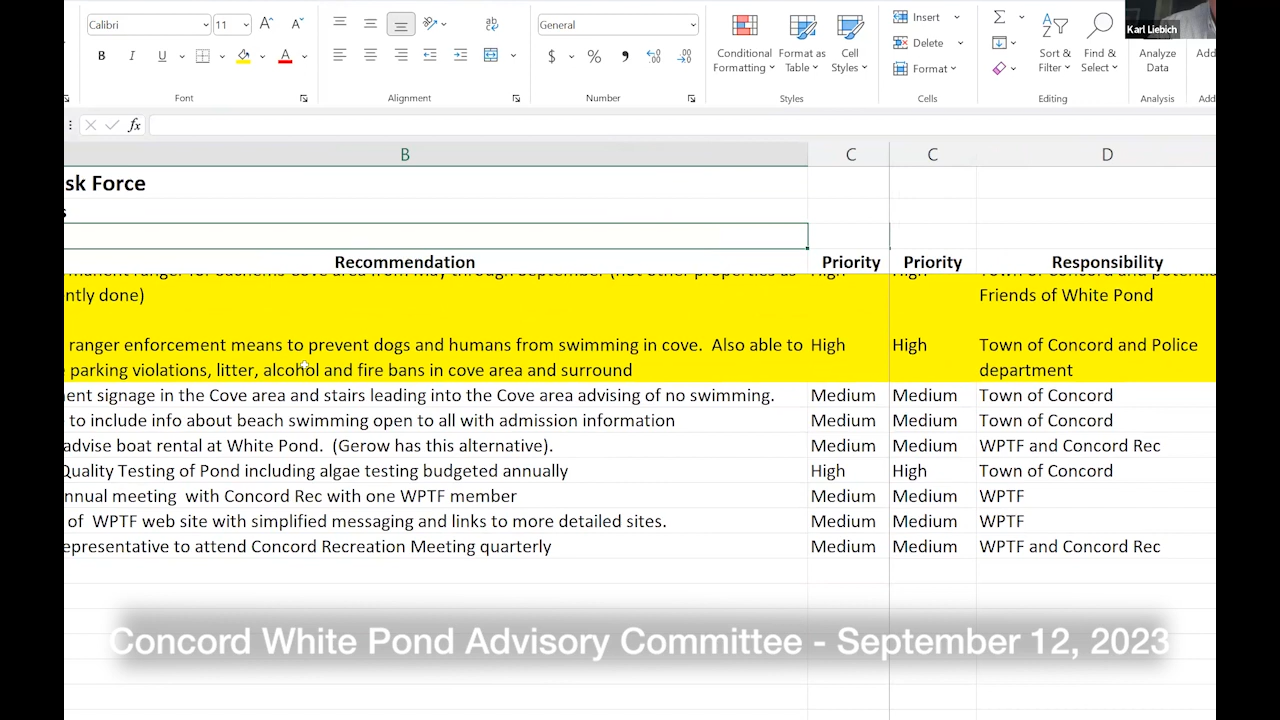 Calibri 11 General Insert
B I U Conditional Formatting Format as Table Cell Styles Delete Sort & Filter Find & Select Analyze Data
Format
Karl Liebich
Font Alignment Number Styles Cells Editing Analysis
fx
B C C D
sk Force
s
Recommendation Priority Priority Responsibility
ntly done) Friends of White Pond
ranger enforcement means to prevent dogs and humans from swimming in cove. Also able to High High Town of Concord and Police
parking violations, litter, alcohol and fire bans in cove area and surround department
ent signage in the Cove area and stairs leading into the Cove area advising of no swimming. Medium Medium Town of Concord
to include info about beach swimming open to all with admission information Medium Medium Town of Concord
advise boat rental at White Pond. (Gerow has this alternative). Medium Medium WPTF and Concord Rec
Quality Testing of Pond including algae testing budgeted annually High High Town of Concord
nnual meeting with Concord Rec with one WPTF member Medium Medium WPTF
of WPTF web site with simplified messaging and links to more detailed sites. Medium Medium WPTF
epresentative to attend Concord Recreation Meeting quarterly Medium Medium WPTF and Concord Rec
Concord White Pond Advisory Committee - September 12, 2023